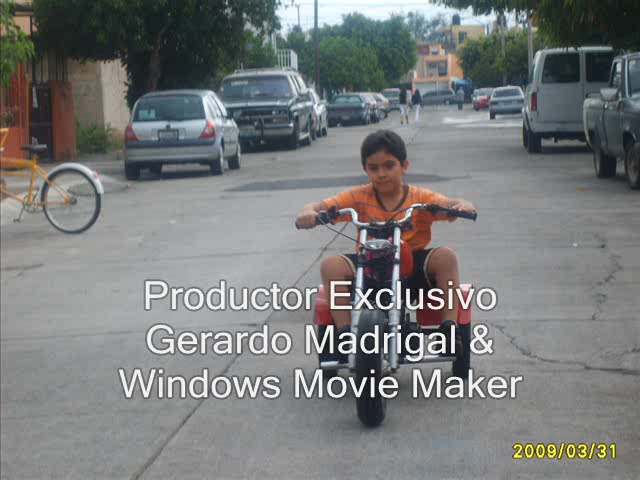 Productor Exclusivo
Gerardo Madrigal &
Windows Movie Maker
2009/03/31